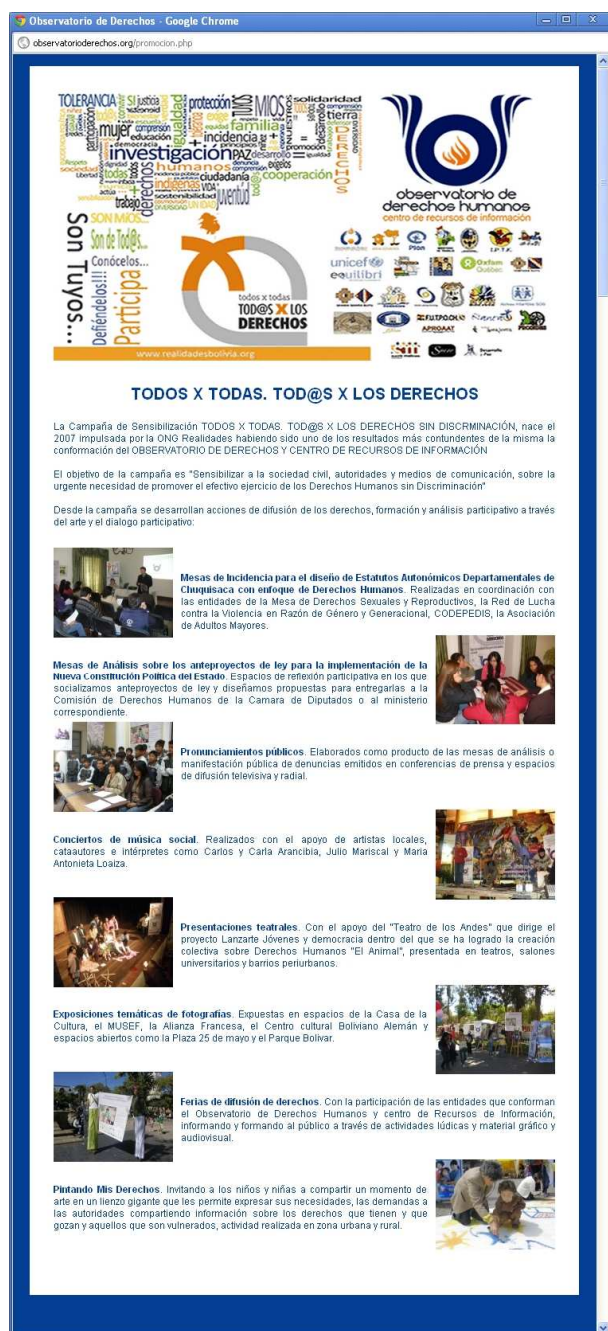 Observatorio de Derechos - Google Chrome
observatorioderechos.org/promocion.php
TOLERANCIA
SÍ justicia
protección
TUYOS
MIOS
solidaridad
tierra
igualdad
mujer
comprensión
educación
democracia
familia
incidencia
desarrollo
DERECHOS
investigación
PAZ
desarrollo
promoción
igualdad
humanos
derechos
sociedad
Libertad
indígenas
VIDA
ciudadanía
cooperación
sostenibilidad
trabajo
juventud
DIVERSIDAD
UNIDAD
Son Tuyos...
SON MÍOS...
Son de Tod@s...
Conócelos...
Defiéndelos!!!
Participa
todos x todas
TOD@S X LOS
DERECHOS
www.realidadesbolivia.org
observatorio de
derechos humanos
centro de recursos de información
Plan
I.P.T.K.
unicef
Oxfam
Québec
equilibri
F.U.T.P.O.CH.
APROAAT
Sucre
TODOS X TODAS. TOD@S X LOS DERECHOS
La Campaña de Sensibilización TODOS X TODAS. TOD@S X LOS DERECHOS SIN DISCRMINACIÓN, nace el
2007 impulsada por la ONG Realidades habiendo sido uno de los resultados más contundentes de la misma la
conformación del OBSERVATORIO DE DERECHOS Y CENTRO DE RECURSOS DE INFORMACIÓN
El objetivo de la campaña es "Sensibilizar a la sociedad civil, autoridades y medios de comunicación, sobre la
urgente necesidad de promover el efectivo ejercicio de los Derechos Humanos sin Discriminación"
Desde la campaña se desarrollan acciones de difusión de los derechos, formación y análisis participativo a través
del arte y el dialogo participativo:
Mesas de Incidencia para el diseño de Estatutos Autonómicos Departamentales de
Chuquisaca con enfoque de Derechos Humanos. Realizadas en coordinación con
las entidades de la Mesa de Derechos Sexuales y Reproductivos, la Red de Lucha
contra la Violencia en Razón de Género y Generacional, CODEPEDIS, la Asociación
de Adultos Mayores.
Mesas de Análisis sobre los anteproyectos de ley para la implementación de la
Nueva Constitución Política del Estado. Espacios de reflexión participativa en los que
socializamos anteproyectos de ley y diseñamos propuestas para entregarlas a la
Comisión de Derechos Humanos de la Camara de Diputados o al ministerio
correspondiente.
Pronunciamientos públicos. Elaborados como producto de las mesas de análisis o
manifestación pública de denuncias emitidos en conferencias de prensa y espacios
de difusión televisiva y radial.
Conciertos de música social. Realizados con el apoyo de artistas locales,
cataautores e intérpretes como Carlos y Carla Arancibia, Julio Mariscal y Maria
Antonieta Loaiza.
Presentaciones teatrales. Con el apoyo del "Teatro de los Andes" que dirige el
proyecto Lanzarte Jóvenes y democracia dentro del que se ha logrado la creación
colectiva sobre Derechos Humanos "El Animal", presentada en teatros, salones
universitarios y barrios periurbanos.
Exposiciones temáticas de fotografías. Expuestas en espacios de la Casa de la
Cultura, el MUSEF, la Alianza Francesa, el Centro cultural Boliviano Alemán y
espacios abiertos como la Plaza 25 de mayo y el Parque Bolivar.
Ferias de difusión de derechos. Con la participación de las entidades que conforman
el Observatorio de Derechos Humanos y centro de Recursos de Información,
informando y formando al público a través de actividades lúdicas y material gráfico y
audiovisual.
Pintando Mis Derechos. Invitando a los niños y niñas a compartir un momento de
arte en un lienzo gigante que les permite expresar sus necesidades, las demandas a
las autoridades compartiendo información sobre los derechos que tienen y que
gozan y aquellos que son vulnerados, actividad realizada en zona urbana y rural.